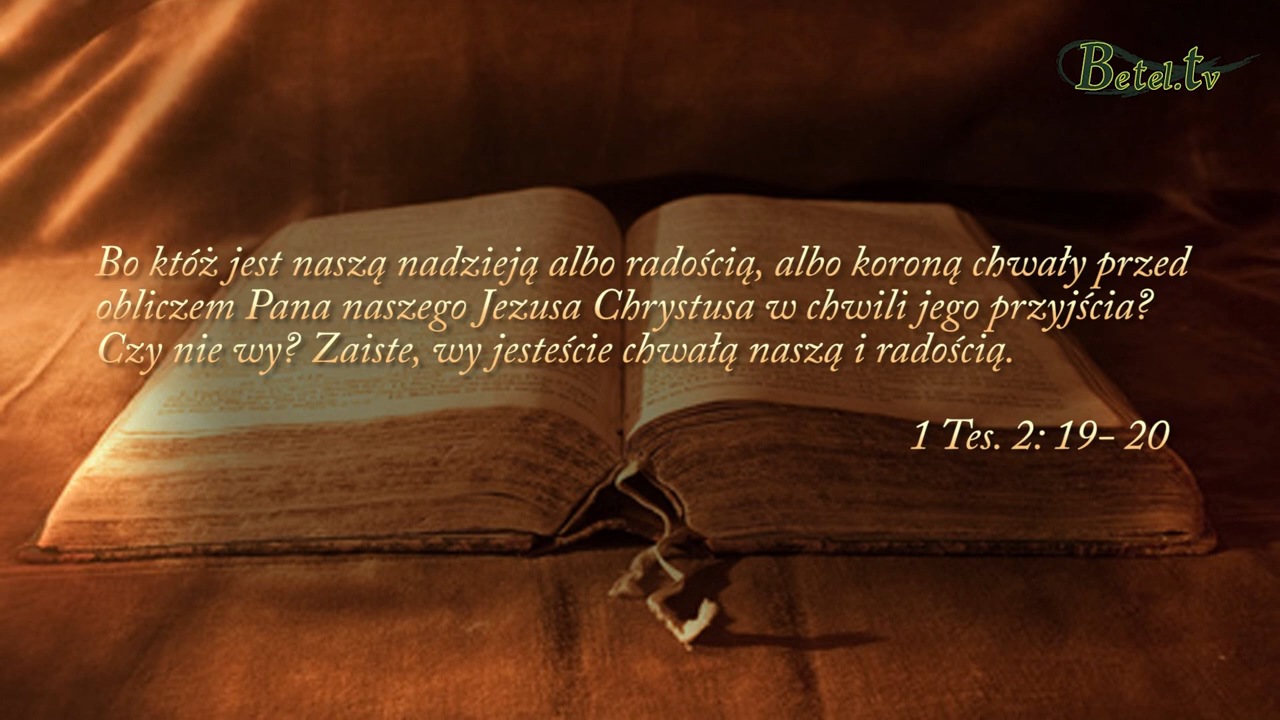 Betel.tv
Bo któż jest naszą nadzieją albo radością, albo koroną chwały przed
obliczem Pana naszego Jezusa Chrystusa w chwili jego przyjścia?
Czy nie wy? Zaiste, wy jesteście chwałą naszą i radością.
1 Tes. 2: 19- 20